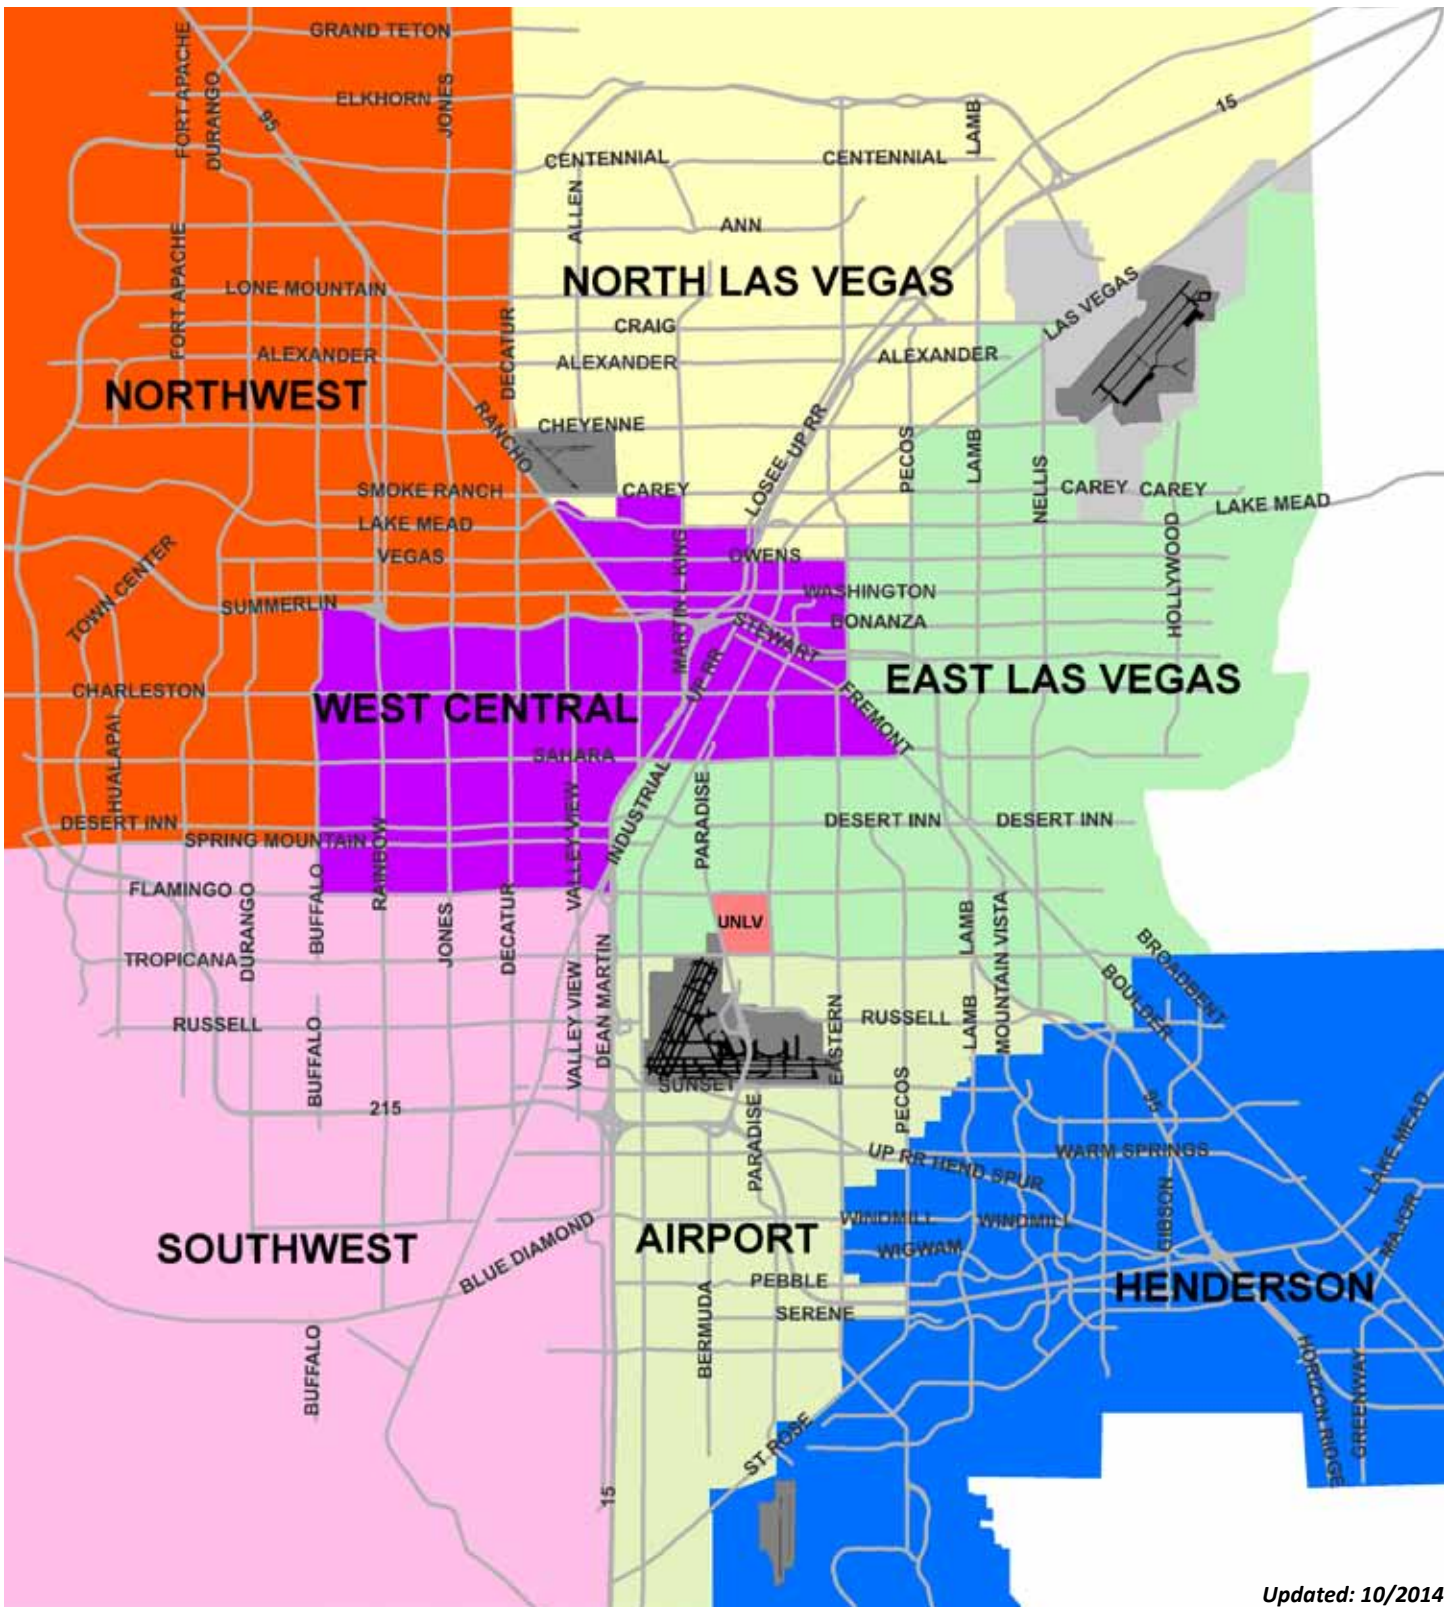 GRAND TETON
FORT APACHE
DURANGO
ELKHORN
JONES
95
LAMB
15
CENTENNIAL
CENTENNIAL
ALLEN
ANN
FORT APACHE
NORTH LAS VEGAS
LONE MOUNTAIN
LAS VEGAS
DECATUR
CRAIG
ALEXANDER
ALEXANDER
ALEXANDER
NORTHWEST
RANCHO
CHEYENNE
UP RR
LOSEE
PECOS
LAMB
NELLIS
SMOKE RANCH
CAREY
CAREY
CAREY
LAKE MEAD
LAKE MEAD
VEGAS
OWENS
MARTIN L KING
HOLLYWOOD
TOWN CENTER
SUMMERLIN
WASHINGTON
BONANZA
STEWART
UP RR
EAST LAS VEGAS
CHARLESTON
WEST CENTRAL
FREMONT
HUALAPAI
SAHARA
INDUSTRIAL
PARADISE
VALLEY VIEW
DESERT INN
DESERT INN
DESERT INN
SPRING MOUNTAIN
RAINBOW
FLAMINGO
DURANGO
BUFFALO
JONES
DECATUR
UNLV
LAMB
MOUNTAIN VISTA
TROPICANA
VALLEY VIEW
DEAN MARTIN
BROADBENT
BOULDER
RUSSELL
BUFFALO
EASTERN
RUSSELL
LAMB
SUNSET
PECOS
215
PARADISE
95
LAKE MEAD
UP RR HEND SPUR
WARM SPRINGS
GIBSON
MAJOR
WINDMILL
WINDMILL
SOUTHWEST
BLUE DIAMOND
AIRPORT
WIGWAM
PEBBLE
HENDERSON
BERMUDA
SERENE
BUFFALO
HORIZON RIDGE
GREENWAY
ST ROSE
15
Updated: 10/2014